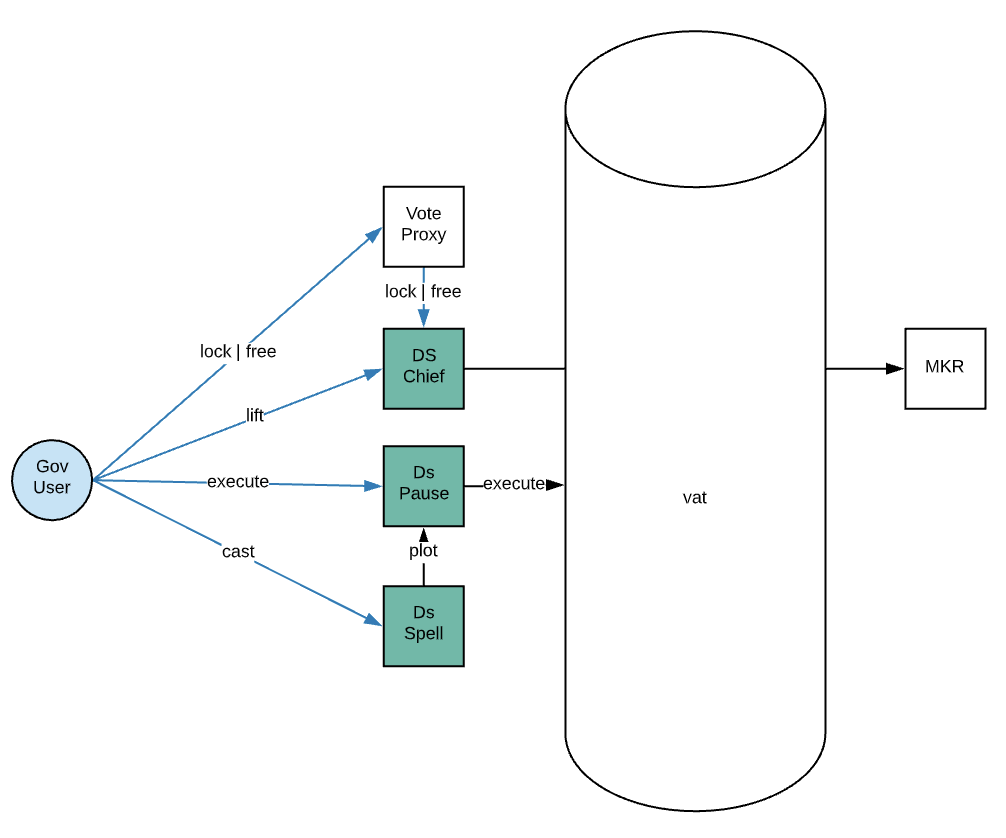 Vote
Proxy
lock | free
DS
Chief
MKR
lock | free
lift
Gov
User
execute
Ds
Pause
execute
vat
cast
plot
Ds
Spell